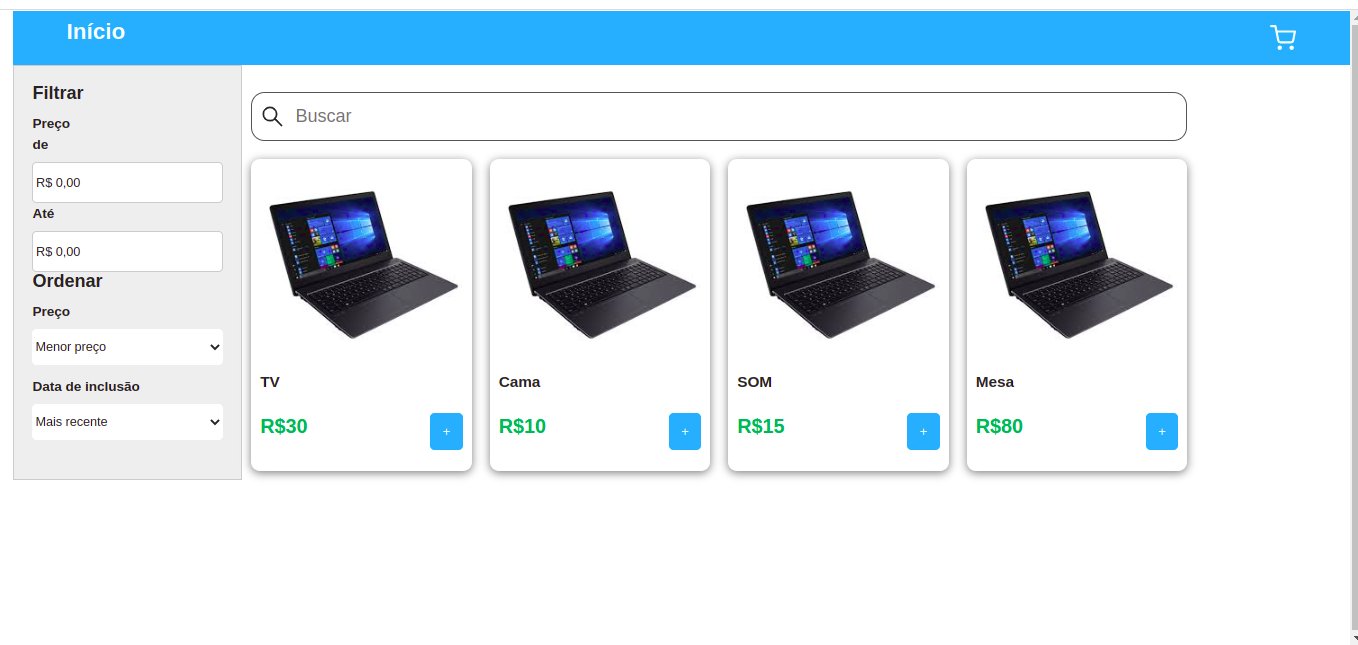 Início
Filtrar
Preço
de
R$ 0,00
Até
R$ 0,00
Ordenar
Preço
Menor preço
Data de inclusão
Mais recente
Buscar
TV
R$30
+
Cama
R$10
+
SOM
R$15
+
Mesa
R$80
+